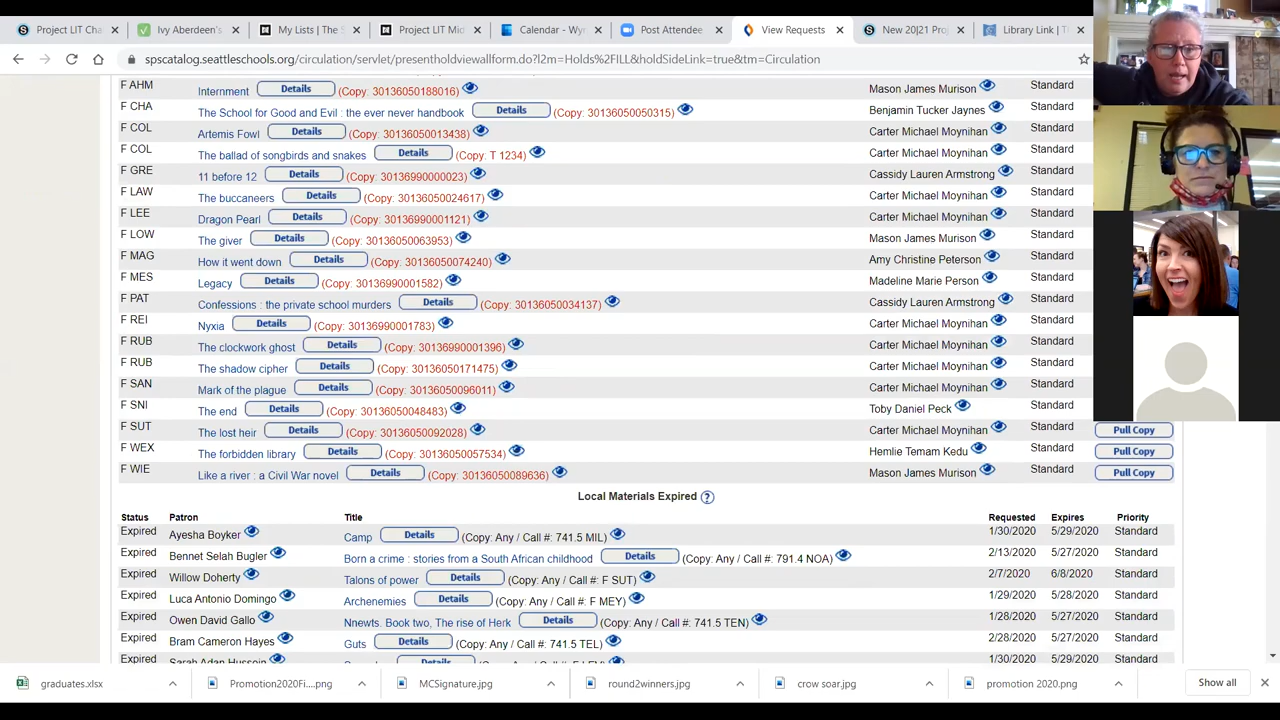 Project LIT Cha
Ivy Aberdeen's
My Lists | The S
Project LIT Mid
Calendar
Post Attendee
View Requests
New 20J21 P
Library Link | T
spscatalog.seattleschools.org/circulation/servlet/presentholdviewallform.do?l2m=Holds%2FILL&holdSideLink=true&tm=Circulation
F AHM Internment Details (Copy: 30136050188016) Mason James Murison Standard
F CHA The School for Good and Evil : the ever never handbook Details (Copy: 30136050050315) Benjamin Tucker Jaynes Standard
F COL Artemis Fowl Details (Copy: 30136050013438) Carter Michael Moynihan Standard
F COL The ballad of songbirds and snakes Details (Copy: T 1234) Carter Michael Moynihan Standard
F GRE 11 before 12 Details (Copy: 30136990000023) Cassidy Lauren Armstrong Standard
F LAW The buccaneers Details (Copy: 30136050024617) Carter Michael Moynihan Standard
F LEE Dragon Pearl Details (Copy: 30136990001121) Carter Michael Moynihan Standard
F LOW The giver Details (Copy: 30136050063953) Mason James Murison Standard
F MAG How it went down Details (Copy: 30136050074240) Amy Christine Peterson Standard
F MES Legacy Details (Copy: 30136990001582) Madeline Marie Person Standard
F PAT Confessions : the private school murders Details (Copy: 30136050034137) Cassidy Lauren Armstrong Standard
F REI Nyxia Details (Copy: 30136990001783) Carter Michael Moynihan Standard
F RUB The clockwork ghost Details (Copy: 30136990001396) Carter Michael Moynihan Standard
F RUB The shadow cipher Details (Copy: 30136050171475) Carter Michael Moynihan Standard
F SAN Mark of the plague Details (Copy: 30136050096011) Carter Michael Moynihan Standard
F SNI The end Details (Copy: 30136050048483) Toby Daniel Peck Standard
F SUT The lost heir Details (Copy: 30136050092028) Carter Michael Moynihan Standard Pull Copy
F WEX The forbidden library Details (Copy: 30136050057534) Hemlie Temam Kedu Standard Pull Copy
F WIE Like a river : a Civil War novel Details (Copy: 30136050089636) Mason James Murison Standard Pull Copy
Local Materials Expired ?
Status Patron Title Requested Expires Priority
Expired Ayesha Boyker Camp Details (Copy: Any / Call #: 741.5 MIL) 1/30/2020 5/29/2020 Standard
Expired Bennet Selah Bugler Born a crime : stories from a South African childhood Details (Copy: Any / Call #: 791.4 NOA) 2/13/2020 5/27/2020 Standard
Expired Willow Doherty Talons of power Details (Copy: Any / Call #: F SUT) 2/7/2020 6/8/2020 Standard
Expired Luca Antonio Domingo Archenemies Details (Copy: Any / Call #: F MEY) 1/29/2020 5/28/2020 Standard
Expired Owen David Gallo Nnewts. Book two, The rise of Herk Details (Copy: Any / Call #: 741.5 TEN) 1/28/2020 5/27/2020 Standard
Expired Bram Cameron Hayes Guts Details (Copy: Any / Call #: 741.5 TEL) 2/28/2020 5/27/2020 Standard
Expired Sarah Adan Hussein Details 1/30/2020 5/29/2020 Standard
graduates.xlsx
Promotion2020Fi....png
MCSignature.jpg
round2winners.jpg
crow soar.jpg
promotion 2020.png
Show all